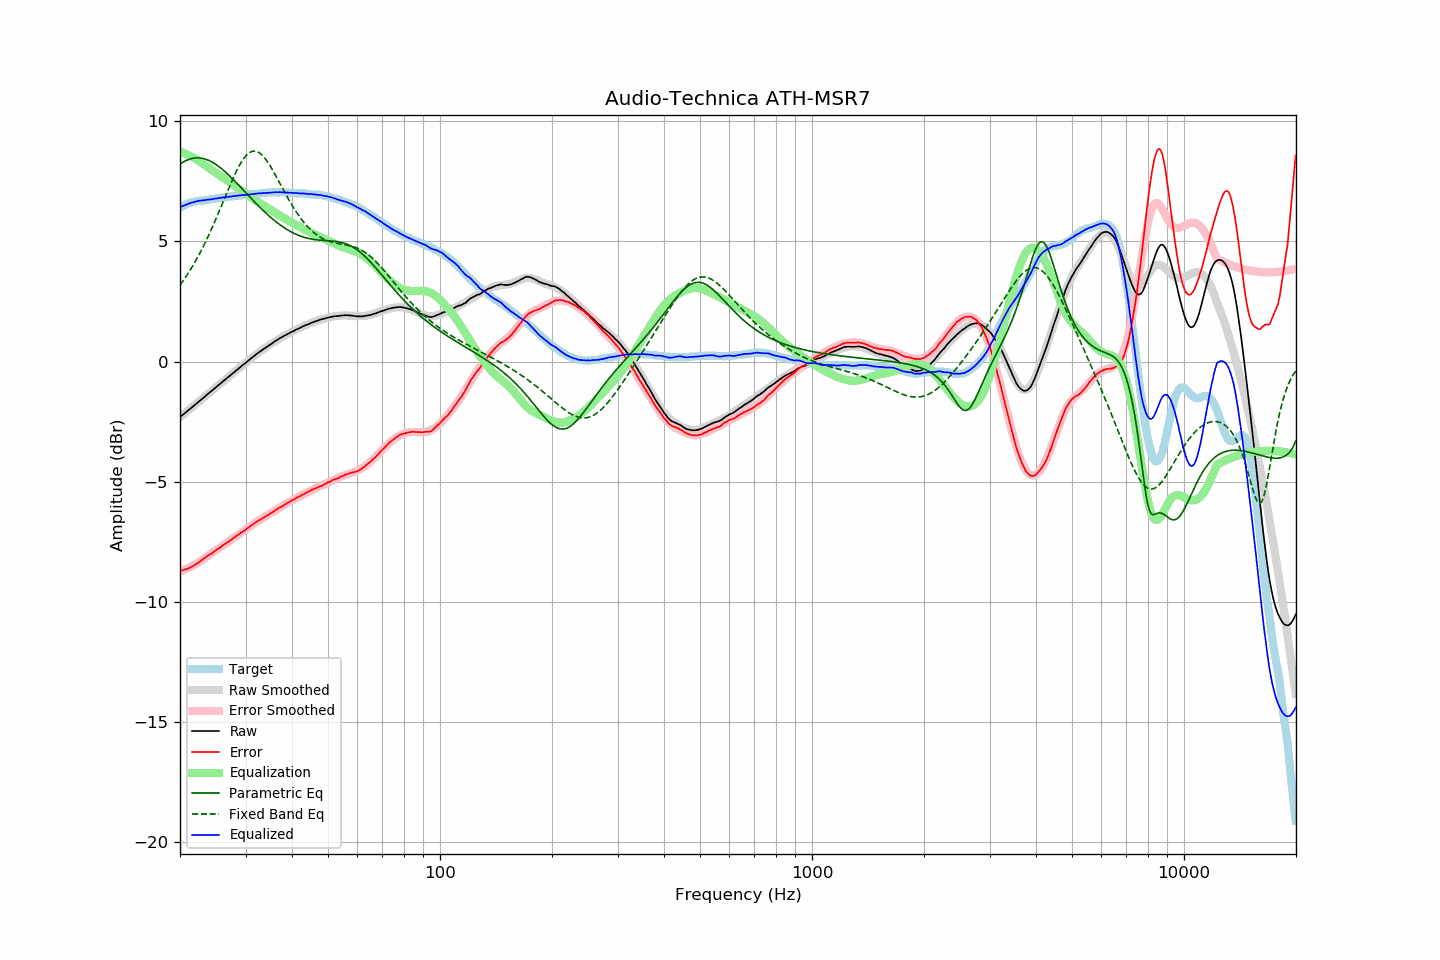 Audio-Technica ATH-MSR7
10
5
0
−5
−10
−15
−20
Amplitude (dBr)
Target
Raw Smoothed
Error Smoothed
Raw
Error
Equalization
Parametric Eq
Fixed Band Eq
Equalized
100
1000
10000
Frequency (Hz)